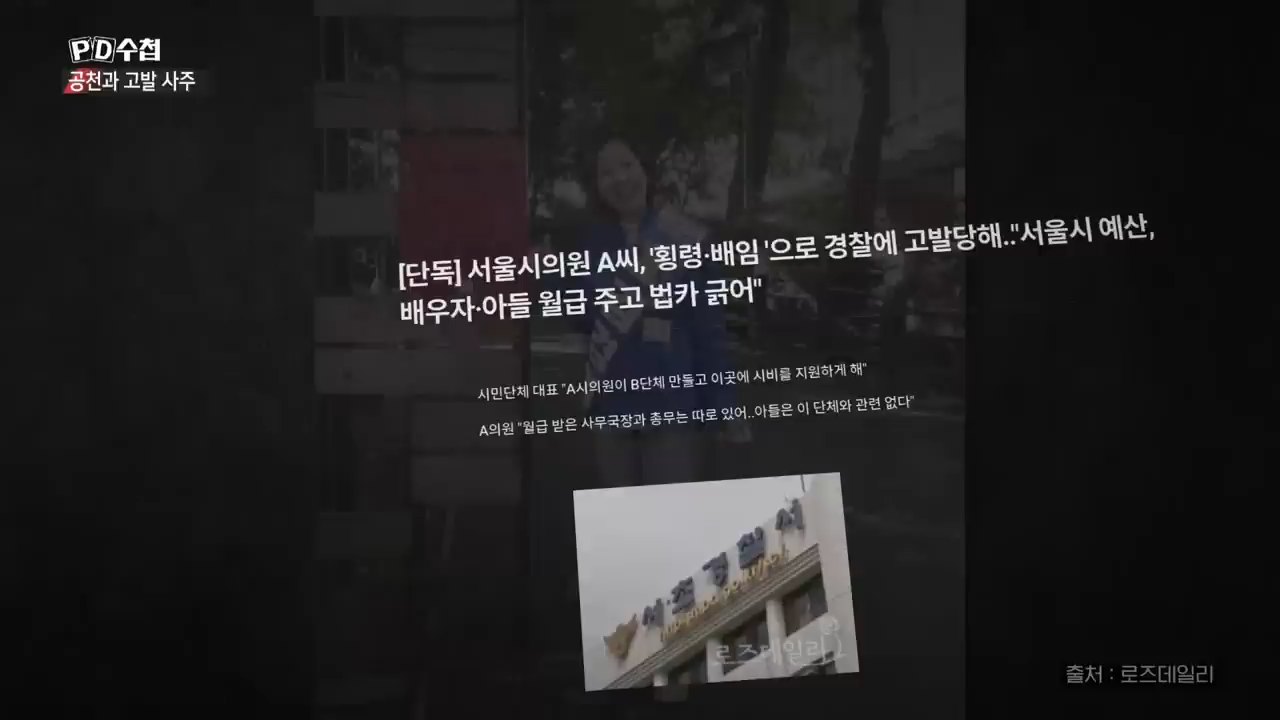 PD수첩
공천과 고발 사주
[단독] 서울시의원 A씨, '횡령·배임 '으로 경찰에 고발당해.."서울시 예산,
배우자·아들 월급 주고 법카 긁어"
시민단체 대표 "A시의원이 B단체 만들고 이곳에 시비를 지원하게 해"
A의원 "월급 받은 사무국장과 총무는 따로 있어..아들은 이 단체와 관련 없다"
서초경찰서
로즈데일리
출처 : 로즈데일리